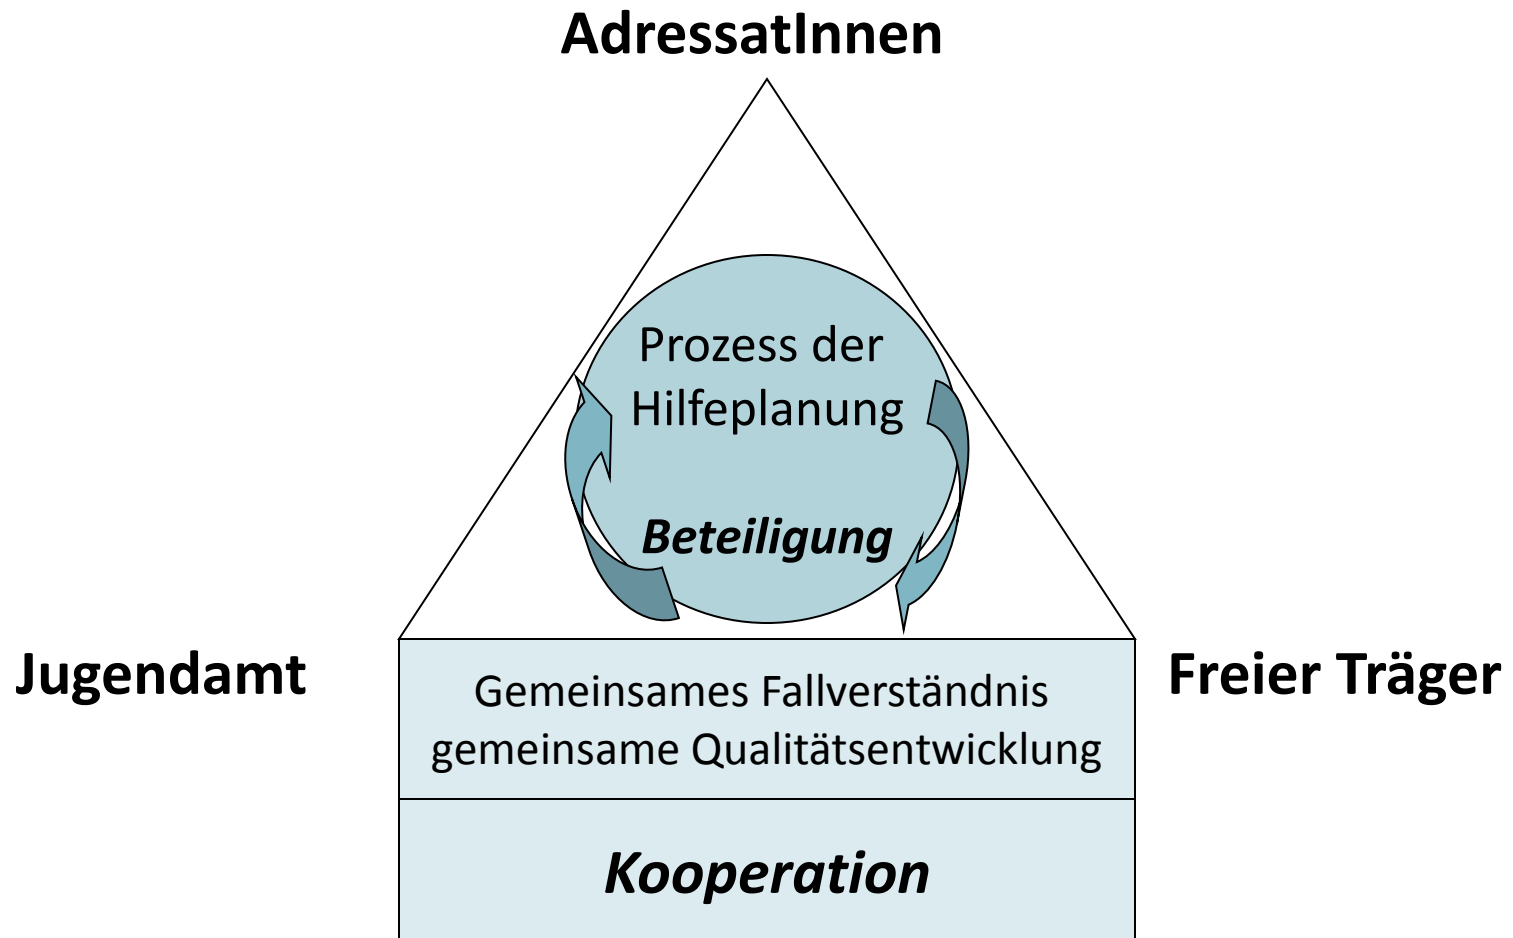 AdressatInnen
Prozess der
Hilfeplanung
Beteiligung
Jugendamt
Freier Träger
Gemeinsames Fallverständnis
gemeinsame Qualitätsentwicklung
Kooperation